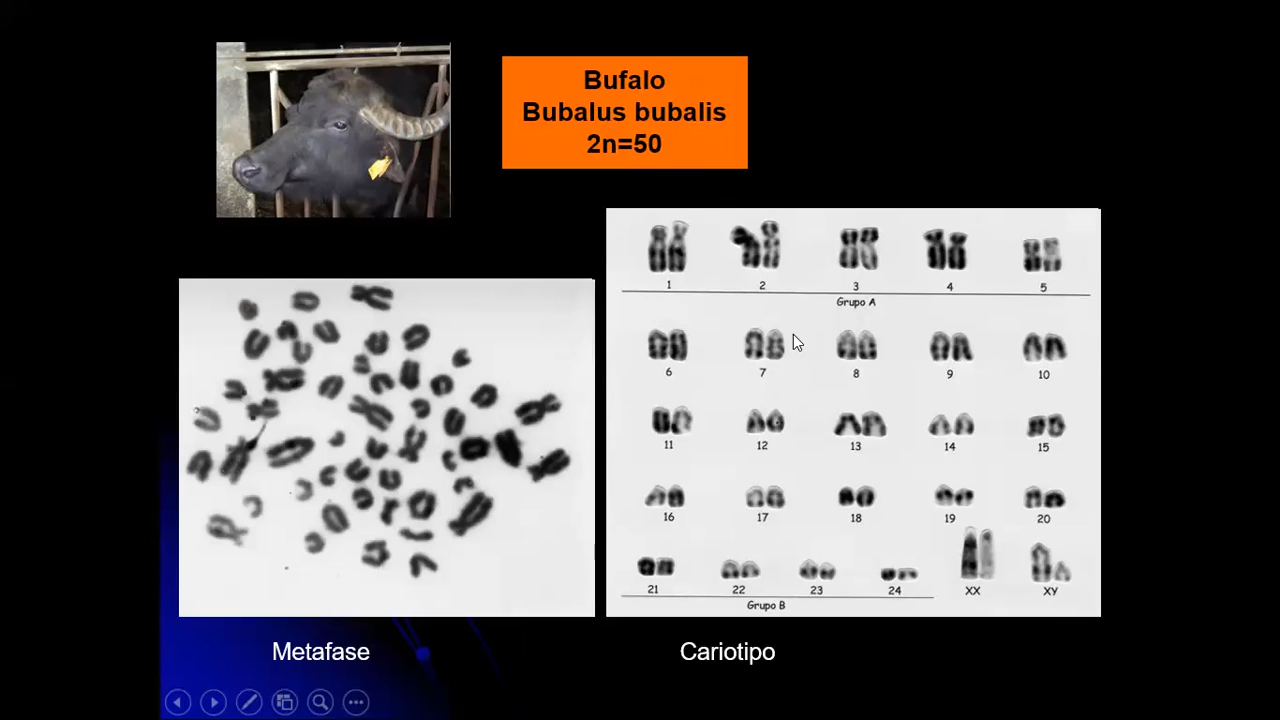 Bufalo
Bubalus bubalis
2n=50
1 2 3 4 5
Grupo A
6 7 8 9 10
11 12 13 14 15
16 17 18 19 20
21 22 23 24 XX XY
Grupo B
Metafase
Cariotipo